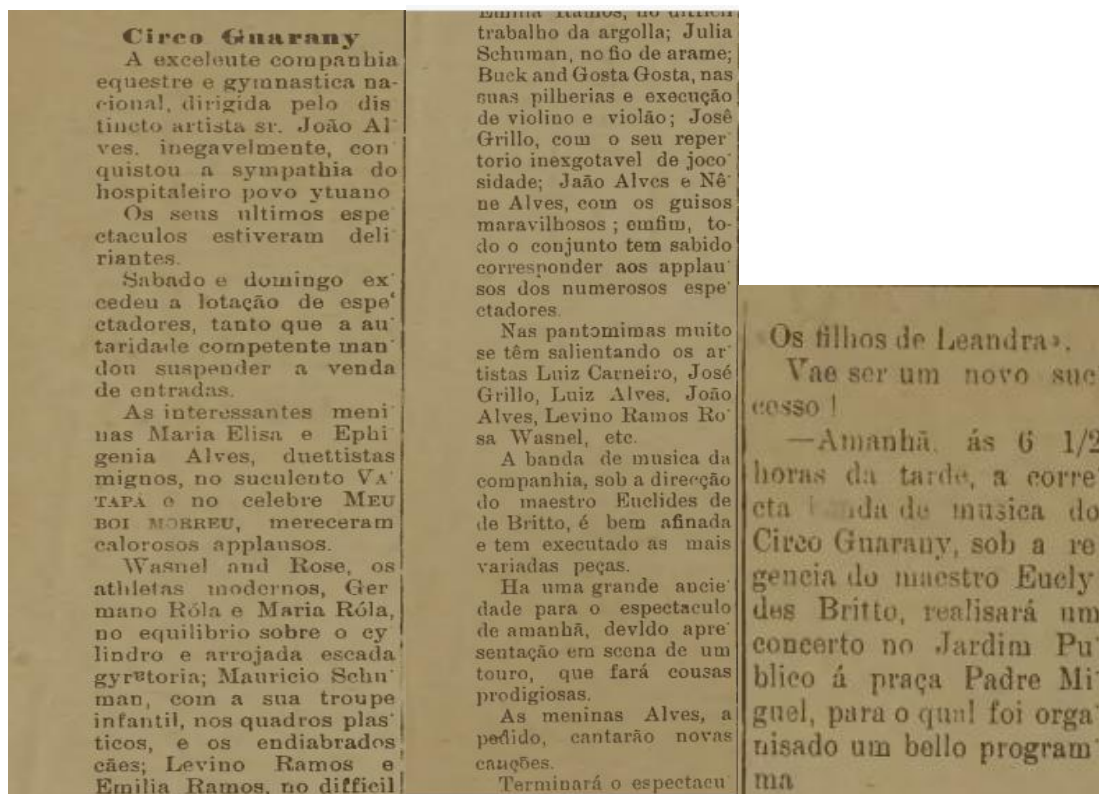 Circo Guarany
A excelente companhia
equestre e gymnastica na-
cional, dirigida pelo dis
tincto artista sr. João Al
ves. inegavelmente, con
quistou a sympathia do
hospitaleiro povo ytuano
Os seus ultimos espe
ctaculos estiveram deli
riantes.
Sabado e domingo ex
cedeu a lotação de espe
ctadores, tanto que a au
taridade competente man
dou suspender a venda
de entradas.
As interessantes meni
nas Maria Elisa e Ephi
genia Alves, duettistas
mignos, no suculento VA
TAPÁ e no celebre MEU
BOI MORREU, mereceram
calorosos applausos.
Wasnel and Rose, os
athletas modernos, Ger
mano Róla e Maria Róla,
no equilibrio sobre o cy
lindro e arrojada escada
gyratoria; Mauricio Schu
man, com a sua troupe
infantil, nos quadros plas
ticos, e os endiabrados
cães; Levino Ramos e
Emilia Ramos, no difficil
Emilia Ramos, no difficil
trabalho da argolla; Julia
Schuman, no fio de arame;
Buck and Gosta Gosta, nas
suas pilherias e execução
de violino e violão; José
Grillo, com o seu reper
torio inexgotavel de joco
sidade; Jaão Alves e Nê
ne Alves, com os guisos
maravilhosos ; emfim, to-
do o conjunto tem sabido
corresponder aos applau
sos dos numerosos espe
ctadores.
Nas pantomimas muito
se têm salientando os ar
tistas Luiz Carneiro, José
Grillo, Luiz Alves, João
Alves, Levino Ramos Ro
sa Wasnel, etc.
A banda de musica da
companhia, sob a direcção
do maestro Euclides de
de Britto, é bem afinada
e tem executado as mais
variadas peças.
Ha uma grande ancie
dade para o espectaculo
de amanhã, devido apre
sentação em scena de um
touro, que fará cousas
prodigiosas.
As meninas Alves, a
pedido, cantarão novas
canções.
Terminará o espectacu
Os filhos de Leandra».
Vae ser um novo suc
cesso !
—Amanhã, ás 6 1/2
horas da tarde, a corre
cta banda de musica do
Circo Guarany, sob a re
gencia do maestro Eucly
des Britto, realisará um
concerto no Jardim Pu
blico á praça Padre Mi
guel, para o qual foi orga
nisado um bello program
ma